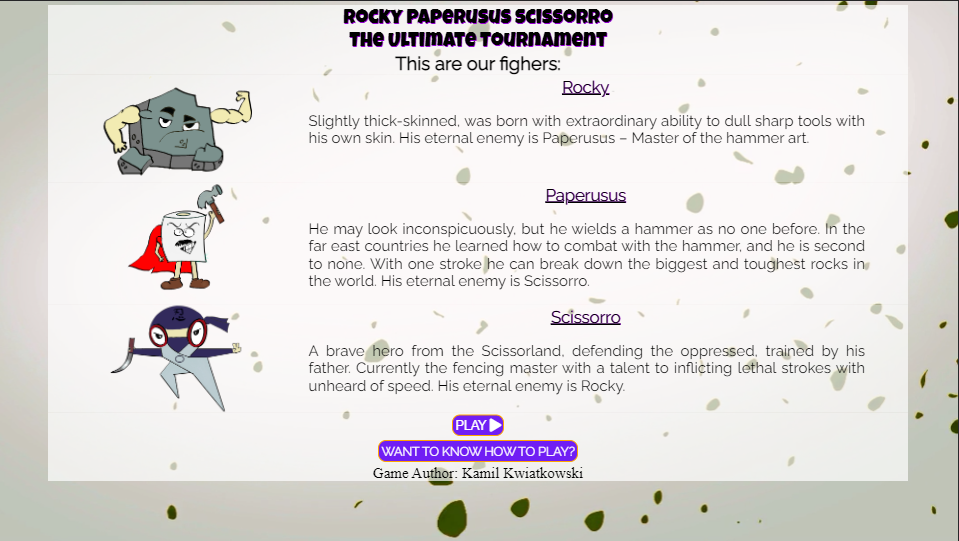 Rocky Paperusus Scissorro
The Ultimate Tournament
This are our fighers:
Rocky
Slightly thick-skinned, was born with extraordinary ability to dull sharp tools with
his own skin. His eternal enemy is Paperusus – Master of the hammer art.
Paperusus
He may look inconspicuously, but he wields a hammer as no one before. In the
far east countries he learned how to combat with the hammer, and he is second
to none. With one stroke he can break down the biggest and toughest rocks in
the world. His eternal enemy is Scissorro.
Scissorro
A brave hero from the Scissorland, defending the oppressed, trained by his
father. Currently the fencing master with a talent to inflicting lethal strokes with
unheard of speed. His eternal enemy is Rocky.
PLAY
WANT TO KNOW HOW TO PLAY?
Game Author: Kamil Kwiatkowski